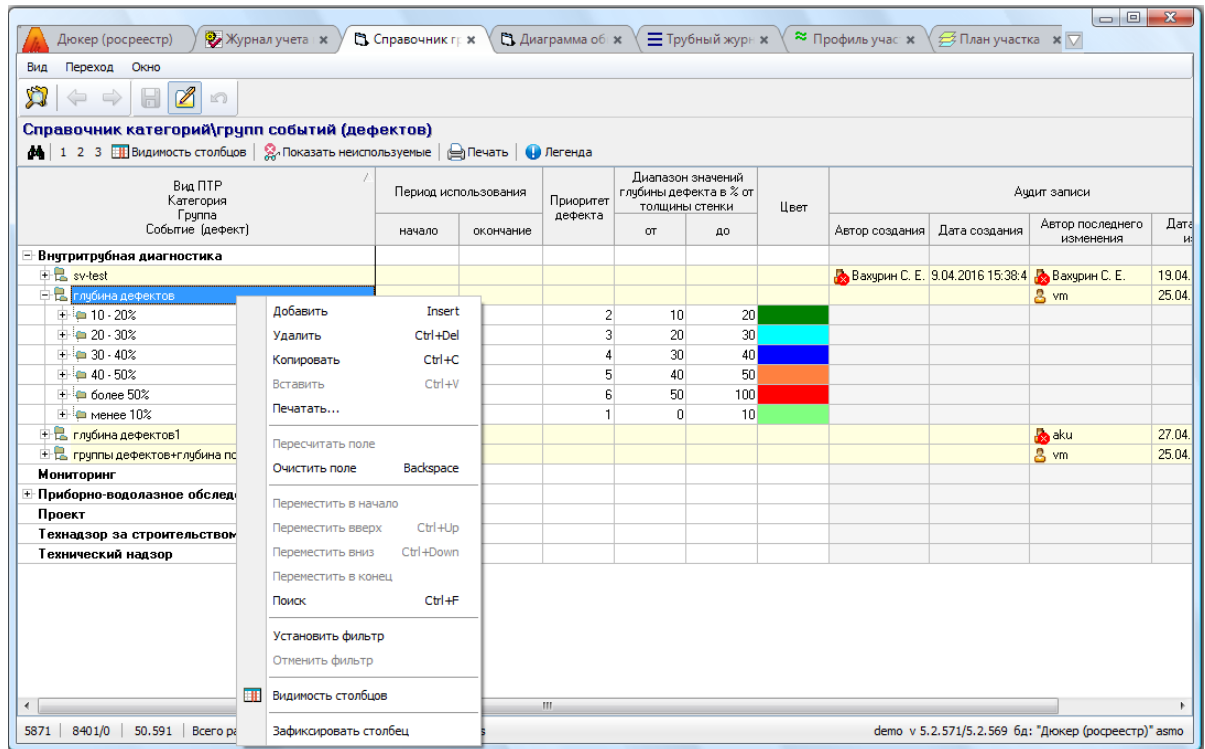 Дюкер (росреестр)
Журнал учета
Справочник гр
Диаграмма об
Трубный журн
Профиль учас
План участка
Вид Переход Окно
Справочник категорий\групп событий (дефектов)
1 2 3 Видимость столбцов Показать неиспользуемые Печать Легенда
Вид ПТР
Категория
Группа
Событие (дефект)
Период использования
начало окончание
Приоритет
дефекта
Диапазон значений
глубины дефекта в % от
толщины стенки
от до
Цвет
Аудит записи
Автор создания Дата создания
Автор последнего
изменения
Дата
Внутритрубная диагностика
sv-test Вахурин С. Е. 9.04.2016 15:38:4 Вахурин С. Е. 19.04.
глубина дефектов vm 25.04.
10 - 20% 2 10 20
20 - 30% 3 20 30
30 - 40% 4 30 40
40 - 50% 5 40 50
более 50% 6 50 100
менее 10% 1 0 10
глубина дефектов1 aku 27.04.
группы дефектов+глубина по vm 25.04.
Мониторинг
Приборно-водолазное обслед
Проект
Технадзор за строительством
Технический надзор
Добавить Insert
Удалить Ctrl+Del
Копировать Ctrl+C
Вставить Ctrl+V
Печатать...
Пересчитать поле
Очистить поле Backspace
Переместить в начало
Переместить вверх Ctrl+Up
Переместить вниз Ctrl+Down
Переместить в конец
Поиск Ctrl+F
Установить фильтр
Отменить фильтр
Видимость столбцов
Зафиксировать столбец
5871 8401/0 50.591 Всего ра s demo v 5.2.571/5.2.569 бд: "Дюкер (росреестр)" asmo